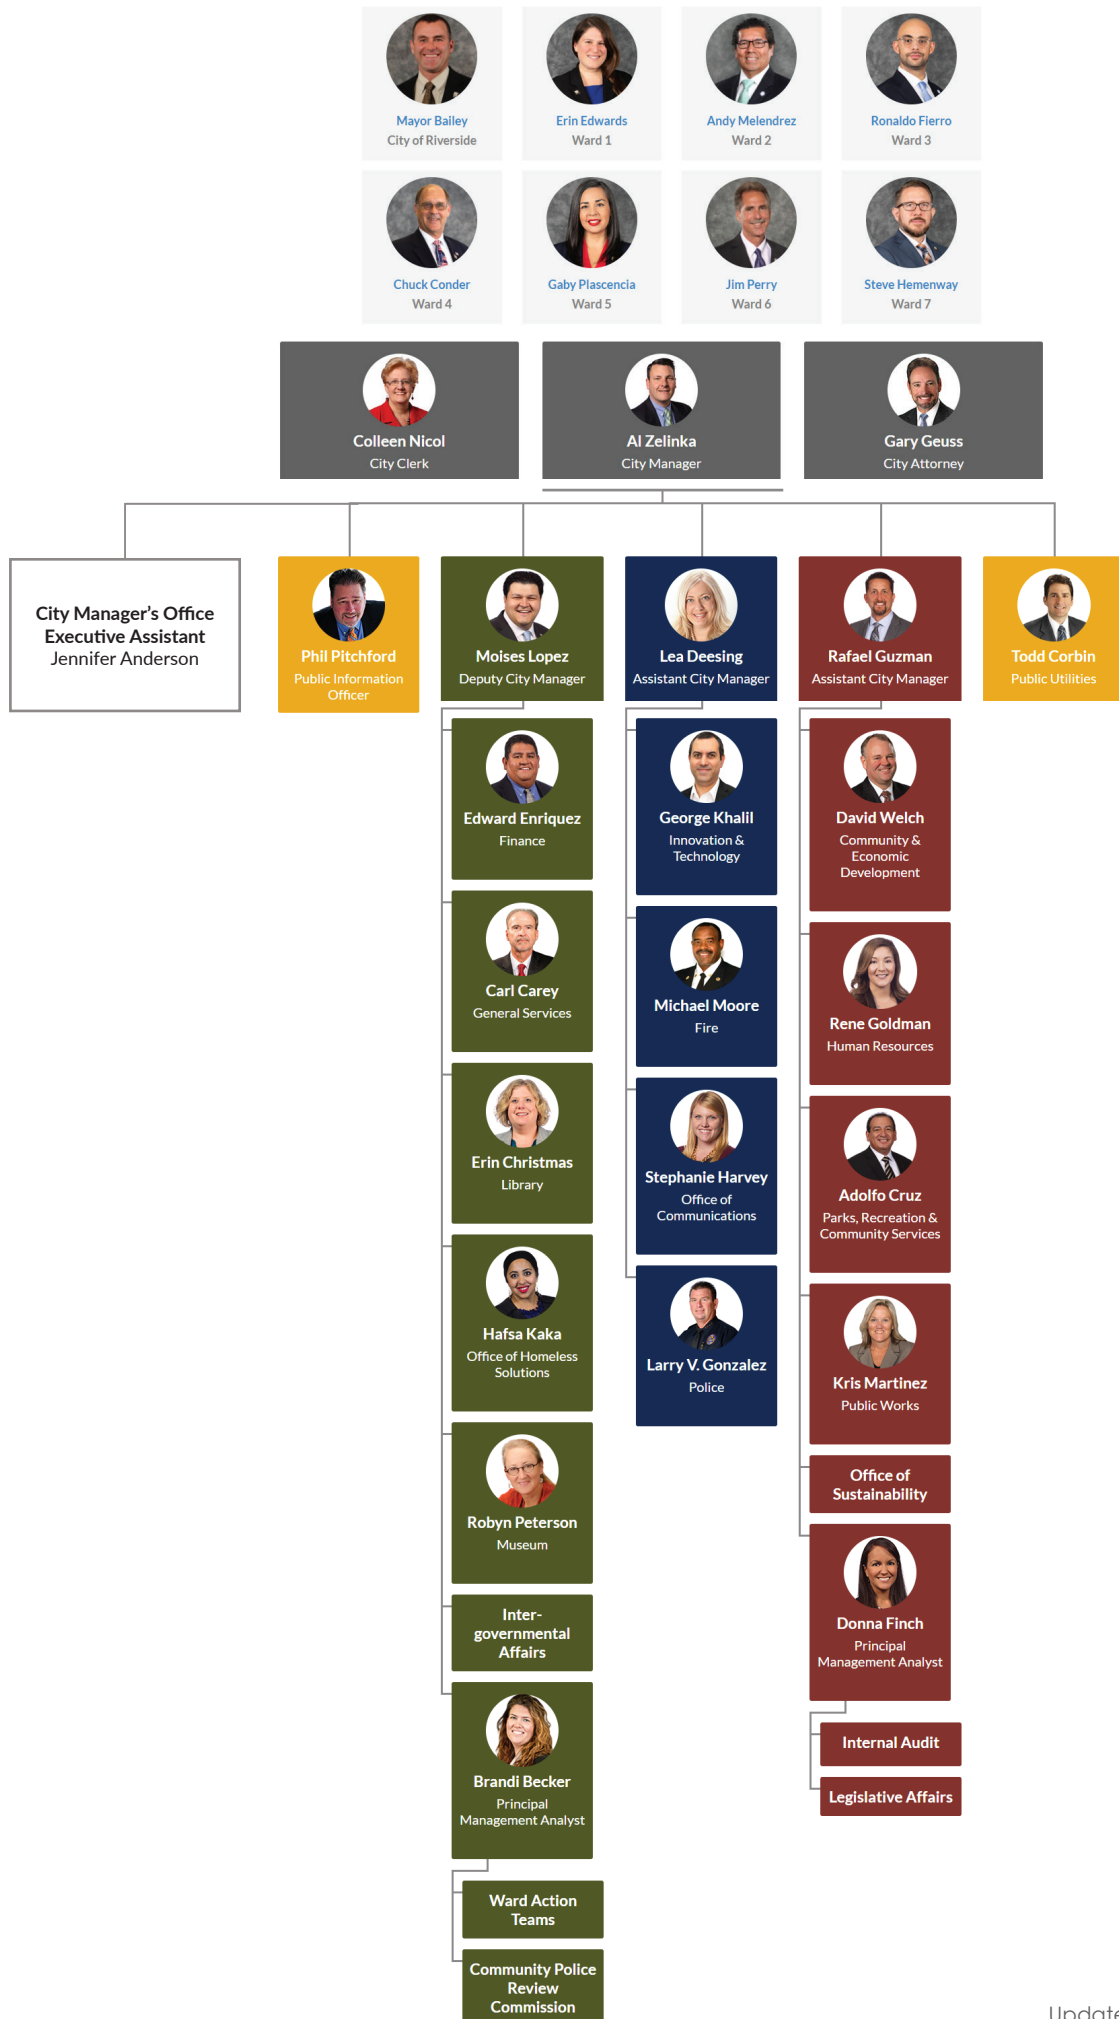 Mayor Bailey
City of Riverside
Erin Edwards
Ward 1
Andy Melendrez
Ward 2
Ronaldo Fierro
Ward 3
Chuck Conder
Ward 4
Gaby Plascencia
Ward 5
Jim Perry
Ward 6
Steve Hemenway
Ward 7
Colleen Nicol
City Clerk
Al Zelinka
City Manager
Gary Geuss
City Attorney
City Manager's Office
Executive Assistant
Jennifer Anderson
Phil Pitchford
Public Information
Officer
Moises Lopez
Deputy City Manager
Lea Deesing
Assistant City Manager
Rafael Guzman
Assistant City Manager
Todd Corbin
Public Utilities
Edward Enriquez
Finance
Carl Carey
General Services
Erin Christmas
Library
Hafsa Kaka
Office of Homeless
Solutions
Robyn Peterson
Museum
Inter-
governmental
Affairs
Brandi Becker
Principal
Management Analyst
Ward Action
Teams
Community Police
Review
Commission
George Khalil
Innovation &
Technology
Michael Moore
Fire
Stephanie Harvey
Office of
Communications
Larry V. Gonzalez
Police
David Welch
Community &
Economic
Development
Rene Goldman
Human Resources
Adolfo Cruz
Parks, Recreation &
Community Services
Kris Martinez
Public Works
Office of
Sustainability
Donna Finch
Principal
Management Analyst
Internal Audit
Legislative Affairs
Update